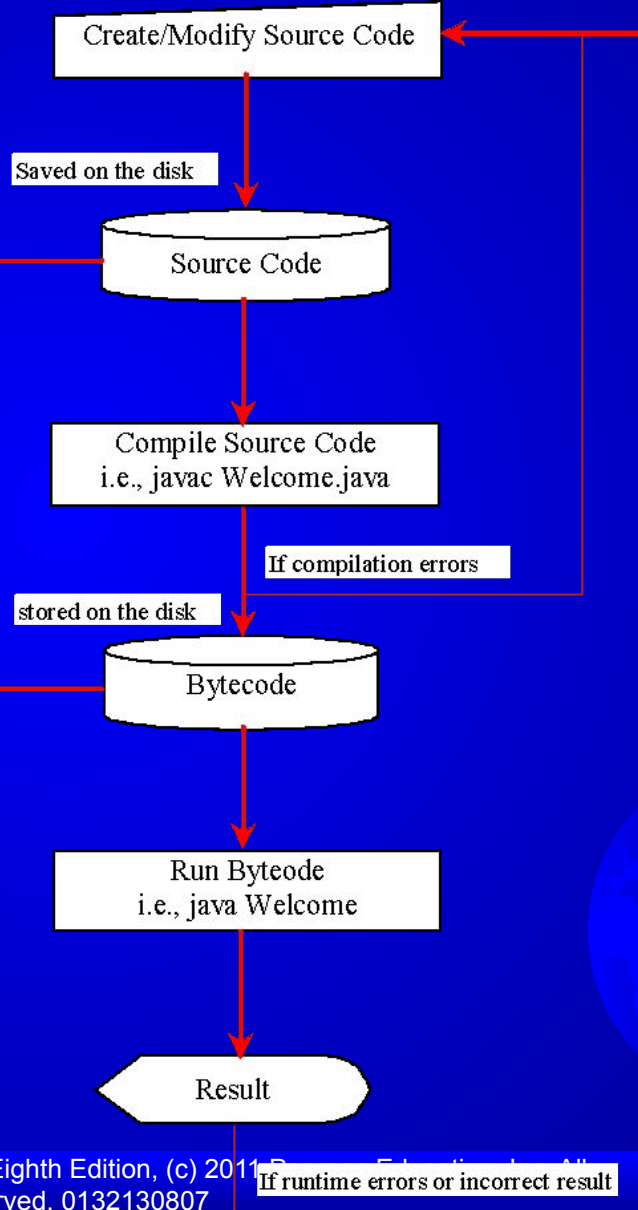 Create/Modify Source Code
Saved on the disk
Source Code
Compile Source Code
i.e., javac Welcome.java
If compilation errors
stored on the disk
Bytecode
Run Byteode
i.e., java Welcome
Result
Eighth Edition, (c) 2011
If runtime errors or incorrect result
rved. 0132130807